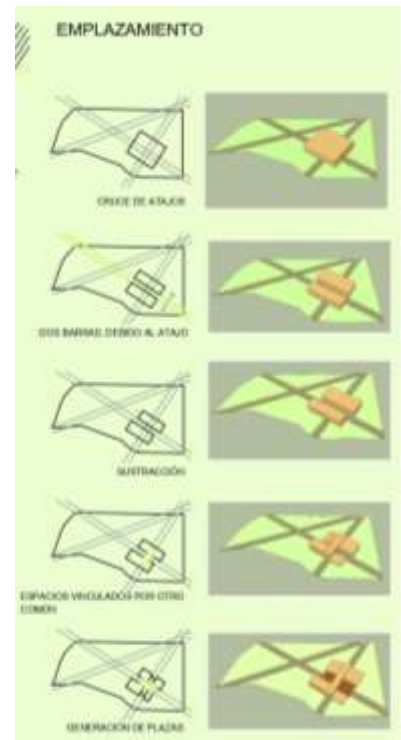 EMPLAZAMIENTO
CRUCE DE ATAJOS
DOS BARRAS DEBIDO AL ATAJO
SUSTRACCIÓN
ESPACIOS VINCULADOS POR OTRO
COMÚN
GENERACIÓN DE PLAZAS